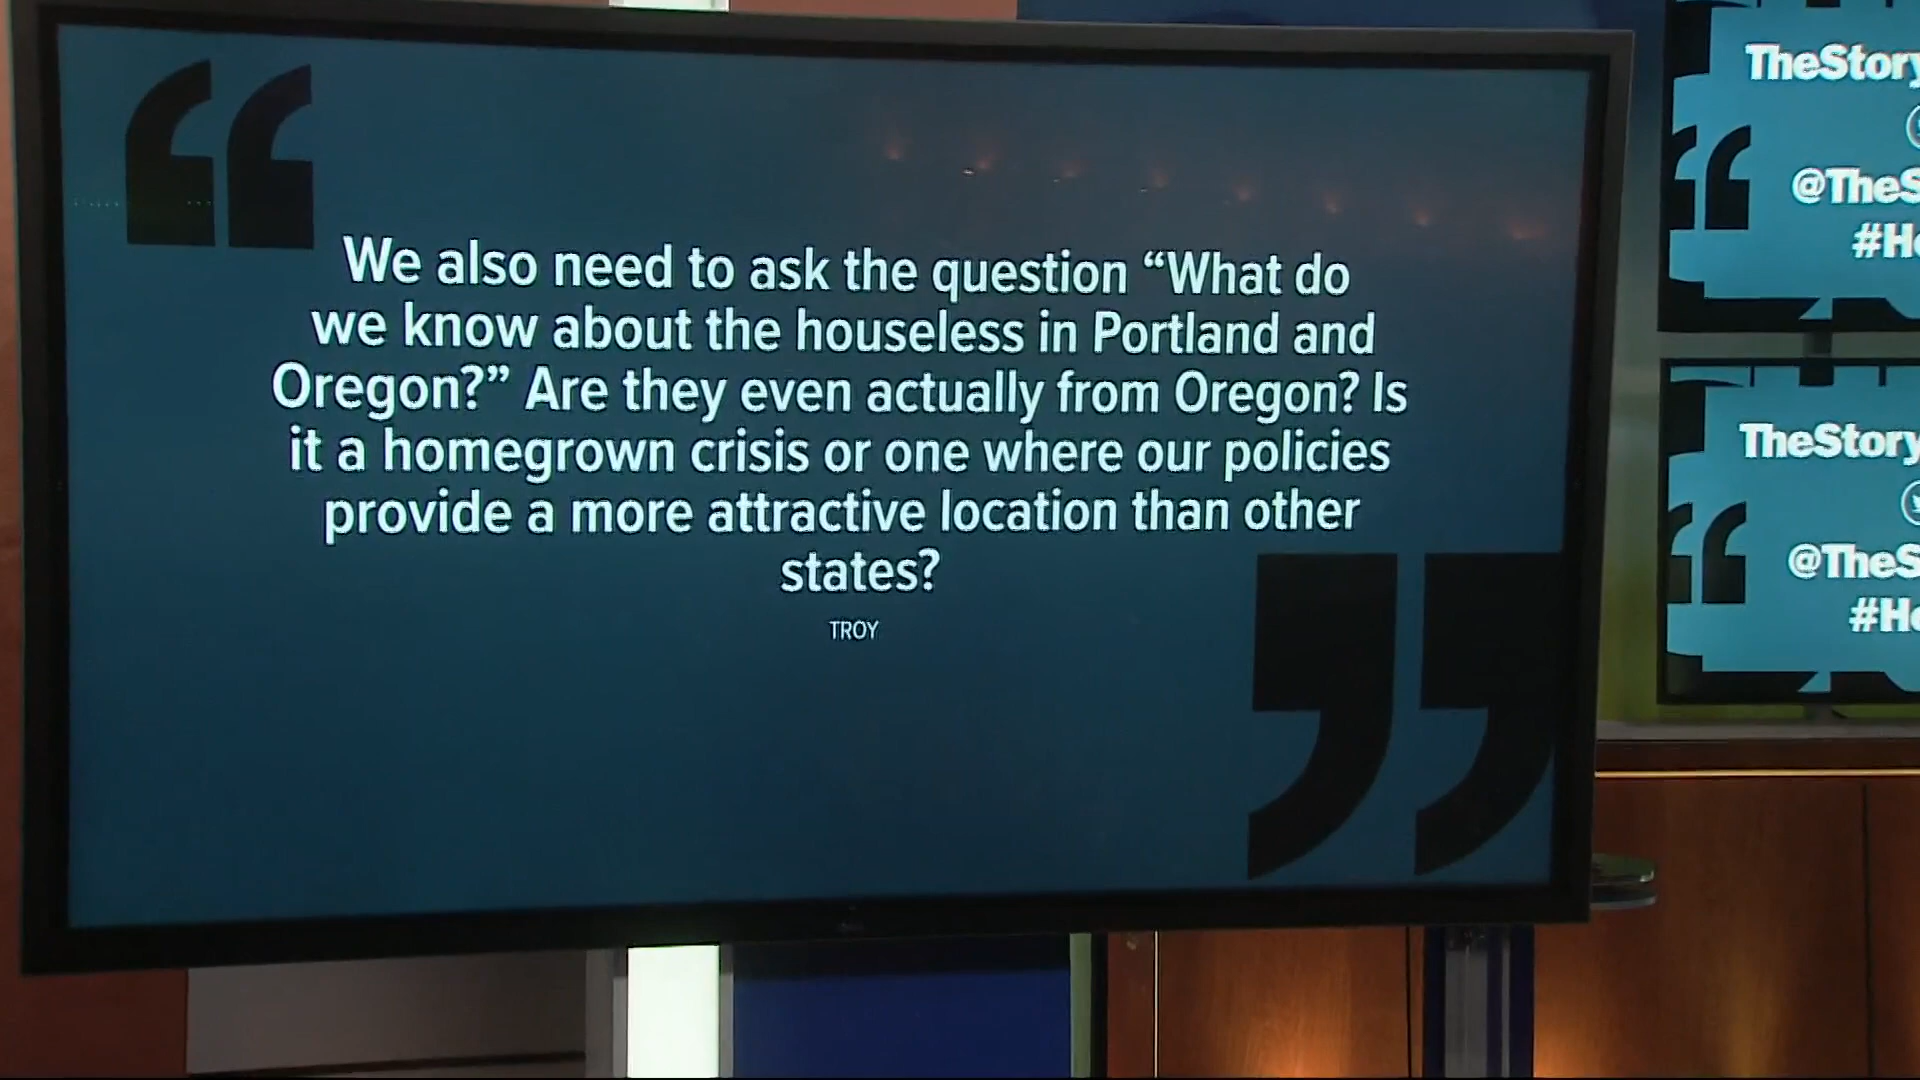 We also need to ask the question “What do
we know about the houseless in Portland and
Oregon?” Are they even actually from Oregon? Is
it a homegrown crisis or one where our policies
provide a more attractive location than other
states?
TROY
TheStory
@TheS
#He
TheStory
@TheS
#He